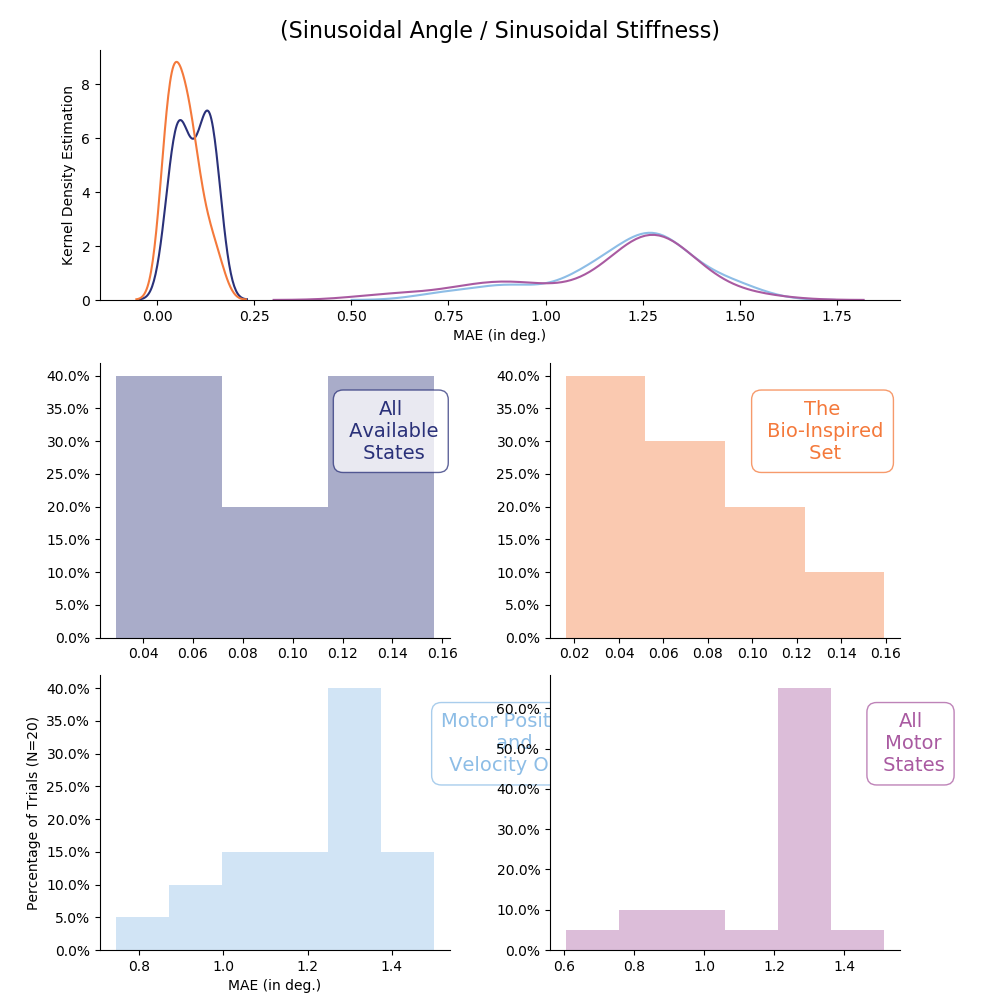 (Sinusoidal Angle / Sinusoidal Stiffness)
Kernel Density Estimation
8
6
4
2
0
0.00 0.25 0.50 0.75 1.00 1.25 1.50 1.75
MAE (in deg.)
40.0%
35.0%
30.0%
25.0%
20.0%
15.0%
10.0%
5.0%
0.0%
All
Available
States
0.04 0.06 0.08 0.10 0.12 0.14 0.16
40.0%
35.0%
30.0%
25.0%
20.0%
15.0%
10.0%
5.0%
0.0%
The
Bio-Inspired
Set
0.02 0.04 0.06 0.08 0.10 0.12 0.14 0.16
Percentage of Trials (N=20)
40.0%
35.0%
30.0%
25.0%
20.0%
15.0%
10.0%
5.0%
0.0%
Motor Posit
and
Velocity O
0.8 1.0 1.2 1.4
MAE (in deg.)
60.0%
50.0%
40.0%
30.0%
20.0%
10.0%
0.0%
All
Motor
States
0.6 0.8 1.0 1.2 1.4